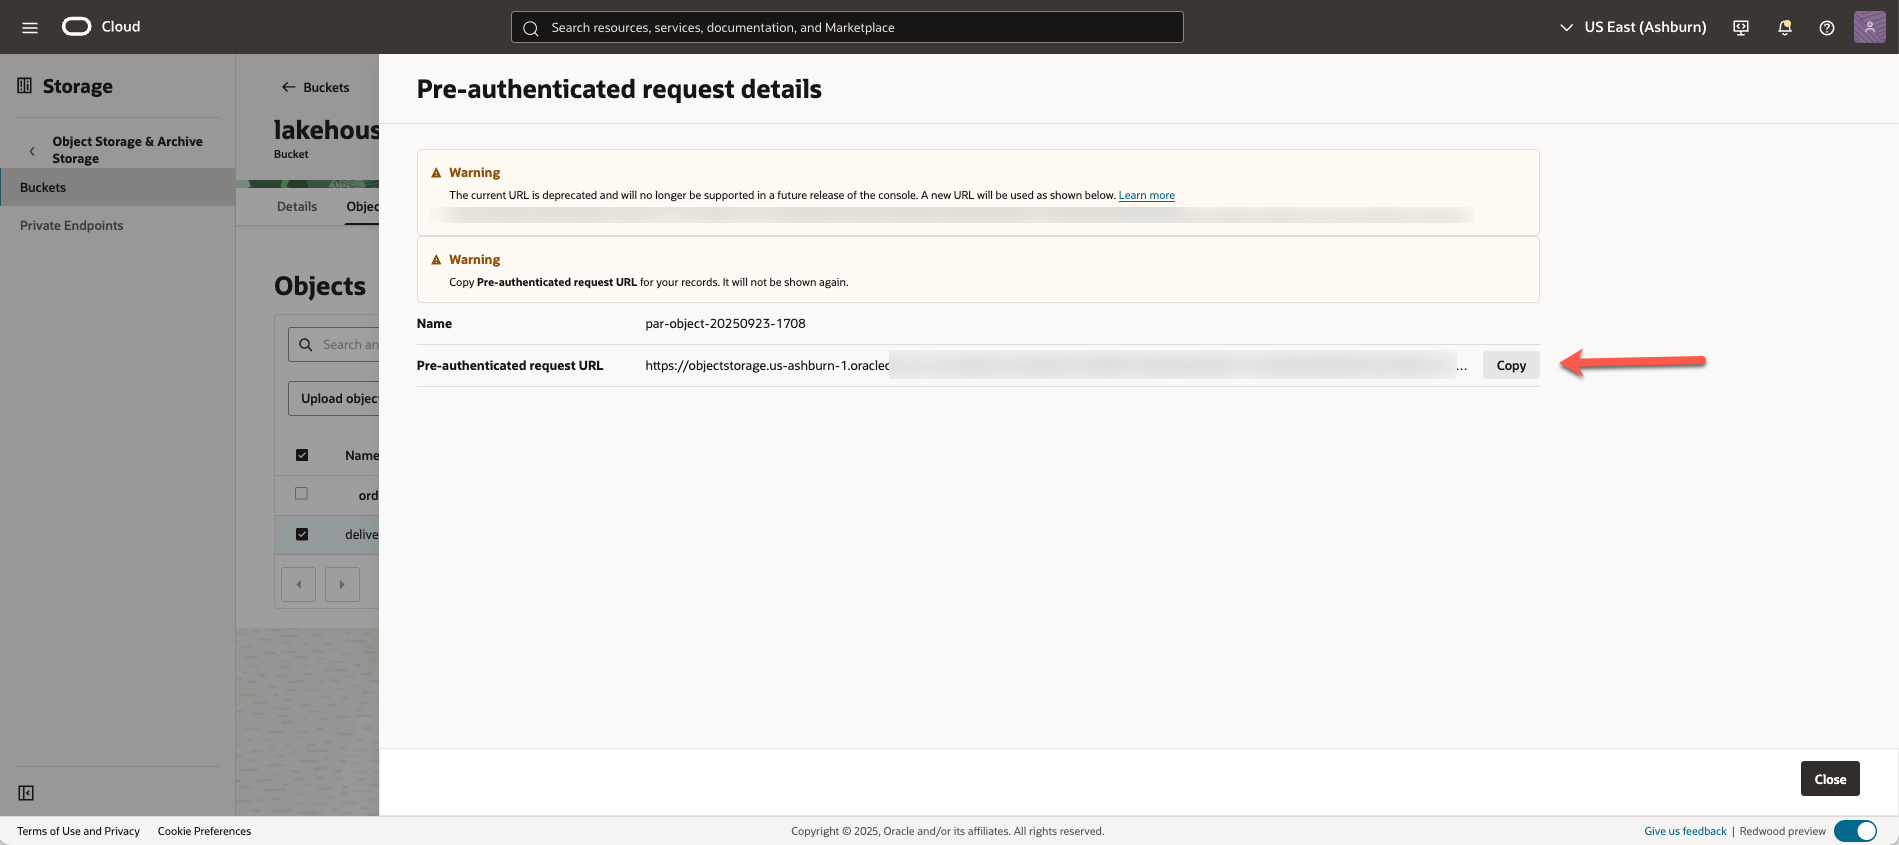 Cloud
Search resources, services, documentation, and Marketplace
US East (Ashburn)
Storage
Object Storage & Archive
Storage
Buckets
Private Endpoints
Buckets
lakehous
Bucket
Details Objec
Objects
Search an
Upload objec
Name
ord
delive
Pre-authenticated request details
Warning
The current URL is deprecated and will no longer be supported in a future release of the console. A new URL will be used as shown below. Learn more
Warning
Copy Pre-authenticated request URL for your records. It will not be shown again.
Name par-object-20250923-1708
Pre-authenticated request URL https://objectstorage.us-ashburn-1.oraclec ... Copy
Close
Terms of Use and Privacy Cookie Preferences Copyright © 2025, Oracle and/or its affiliates. All rights reserved. Give us feedback | Redwood preview